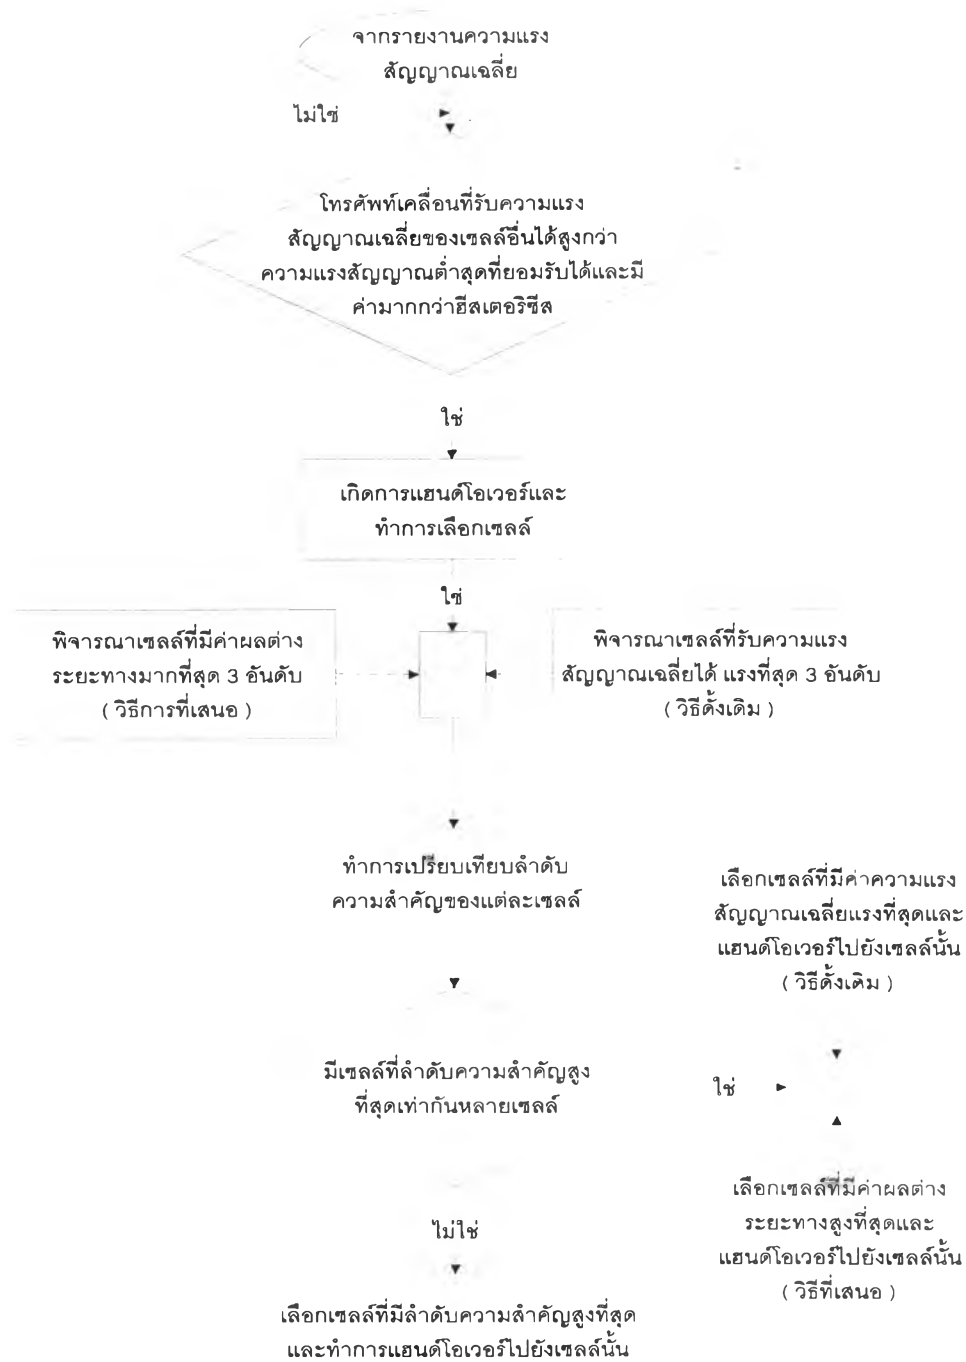 จากรายงานความแรง
สัญญาณเฉลี่ย
ไม่ใช่
โทรศัพท์เคลื่อนที่รับความแรง
สัญญาณเฉลี่ยของเซลล์อื่นได้สูงกว่า
ความแรงสัญญาณต่ำสุดที่ยอมรับได้และมี
ค่ามากกว่าฮีสเตอริซีส
ใช่
เกิดการแฮนด์โอเวอร์และ
ทำการเลือกเซลล์
ใช่
พิจารณาเซลล์ที่มีค่าผลต่าง
ระยะทางมากที่สุด 3 อันดับ
( วิธีการที่เสนอ )
พิจารณาเซลล์ที่รับความแรง
สัญญาณเฉลี่ยได้ แรงที่สุด 3 อันดับ
( วิธีดั้งเดิม )
ทำการเปรียบเทียบลำดับ
ความสำคัญของแต่ละเซลล์
เลือกเซลล์ที่มีค่าความแรง
สัญญาณเฉลี่ยแรงที่สุดและ
แฮนด์โอเวอร์ไปยังเซลล์นั้น
( วิธีดั้งเดิม )
มีเซลล์ที่ลำดับความสำคัญสูง
ที่สุดเท่ากันหลายเซลล์
ใช่
เลือกเซลล์ที่มีค่าผลต่าง
ระยะทางสูงที่สุดและ
แฮนด์โอเวอร์ไปยังเซลล์นั้น
( วิธีที่เสนอ )
ไม่ใช่
เลือกเซลล์ที่มีลำดับความสำคัญสูงที่สุด
และทำการแฮนด์โอเวอร์ไปยังเซลล์นั้น